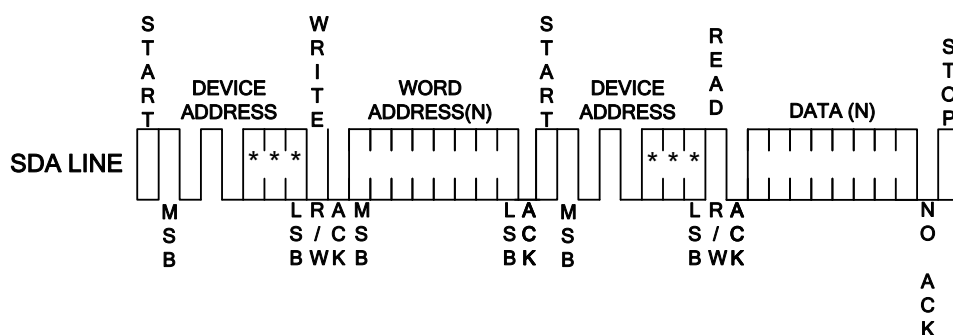 START
WRITE
START
READ
STOP
DEVICE
ADDRESS
WORD
ADDRESS(N)
DEVICE
ADDRESS
DATA (N)
SDA LINE
* * *
* * *
MSB
LSB
R/W
ACK
MSB
LSB
ACK
MSB
LSB
R/W
ACK
NO ACK